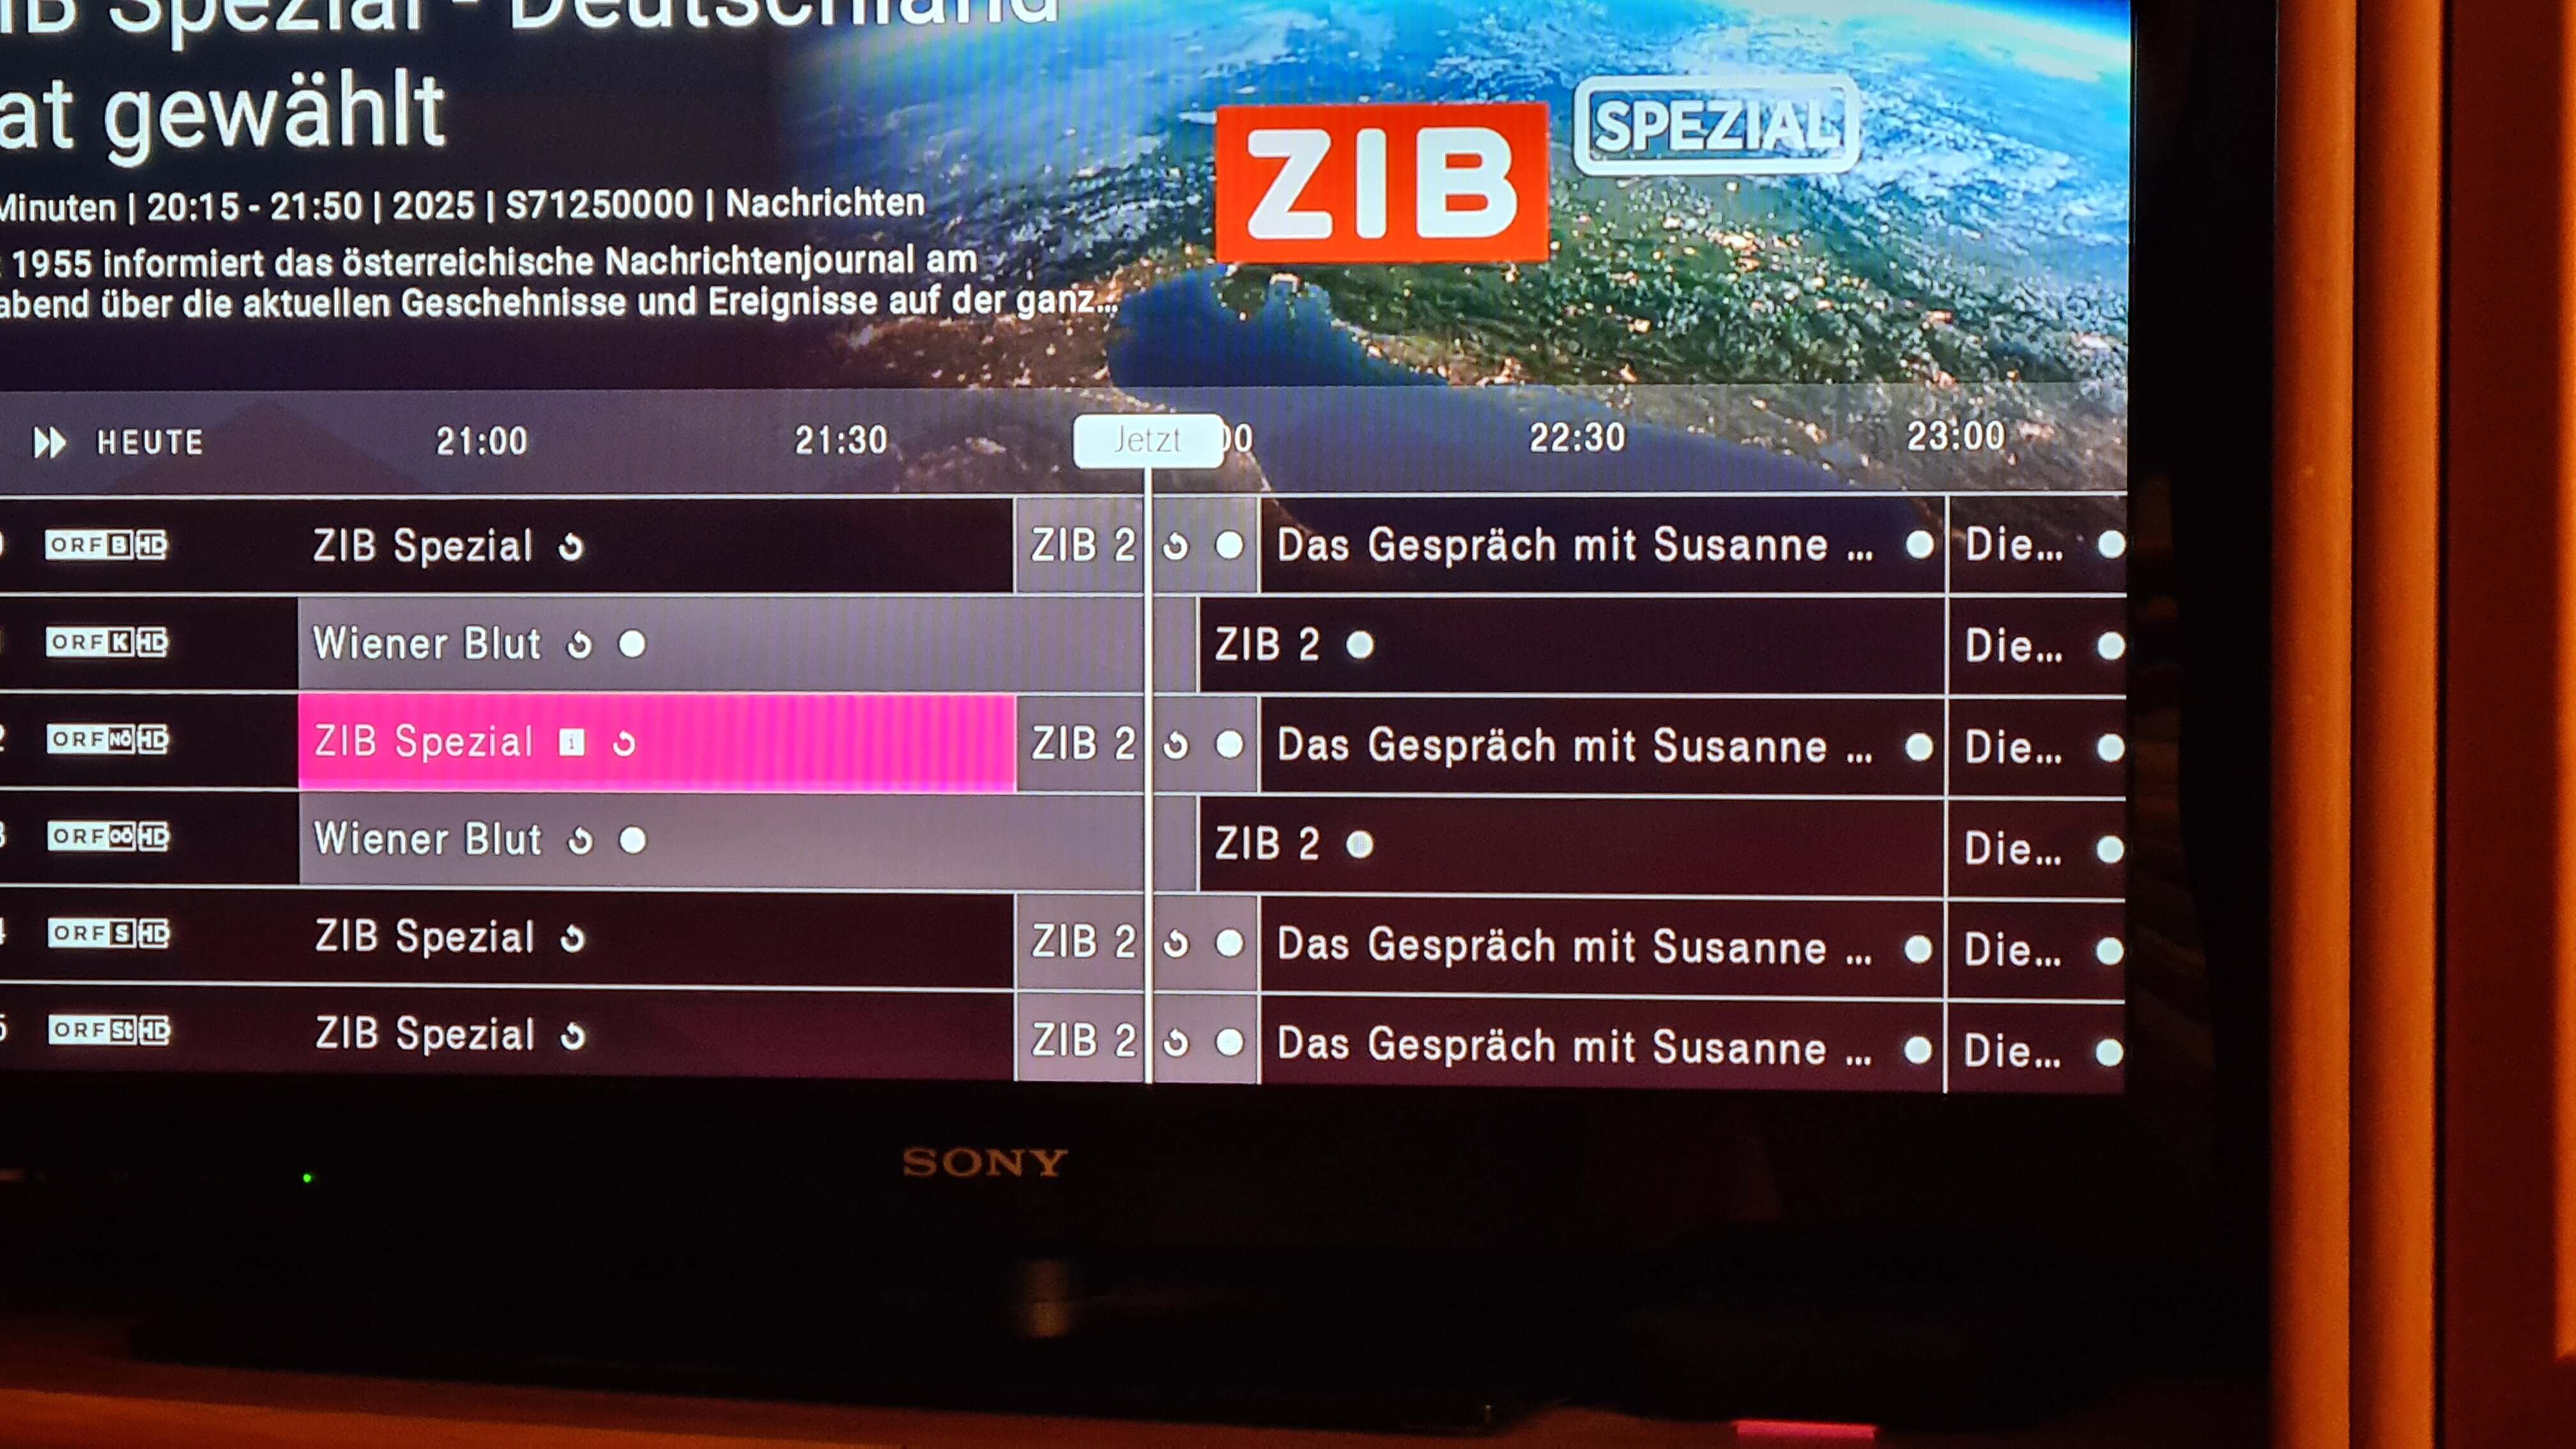 Spezial - Deutschland
at gewählt
Minuten | 20:15 - 21:50 | 2025 | S71250000 | Nachrichten
1955 informiert das österreichische Nachrichtenjournal am
abend über die aktuellen Geschehnisse und Ereignisse auf der ganz...
ZIB SPEZIAL
HEUTE 21:00 21:30 Jetzt 00 22:30 23:00
ORF B HD ZIB Spezial ZIB 2 Das Gespräch mit Susanne ... Die...
ORF K HD Wiener Blut ZIB 2 Die...
2 ORF NÖ HD ZIB Spezial i ZIB 2 Das Gespräch mit Susanne ... Die...
3 ORF OÖ HD Wiener Blut ZIB 2 Die...
4 ORF S HD ZIB Spezial ZIB 2 Das Gespräch mit Susanne ... Die...
5 ORF St HD ZIB Spezial ZIB 2 Das Gespräch mit Susanne ... Die...
SONY